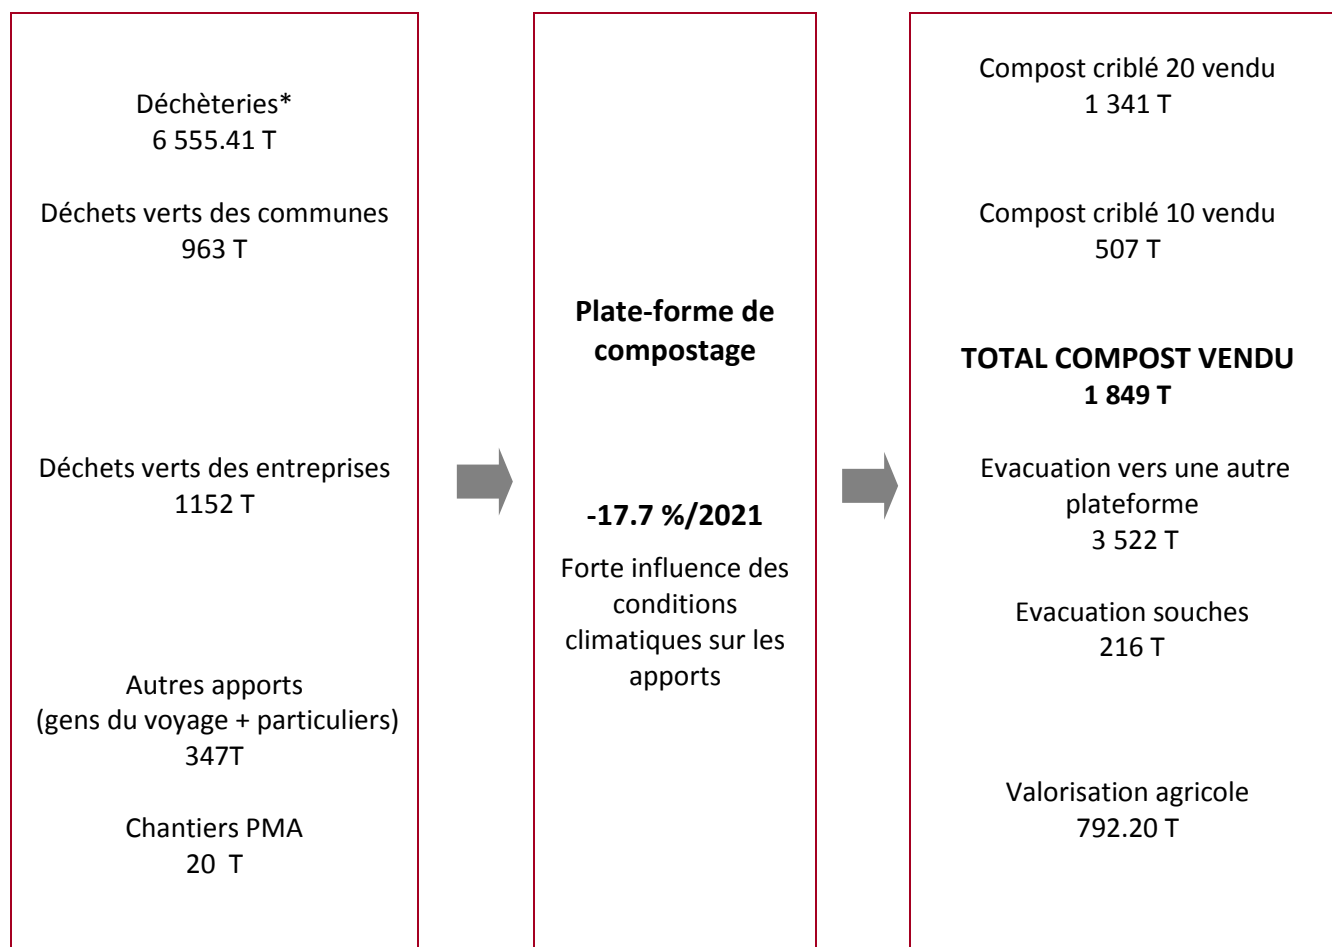 Déchèteries*
6 555.41 T
Déchets verts des communes
963 T
Déchets verts des entreprises
1152 T
Autres apports
(gens du voyage + particuliers)
347T
Chantiers PMA
20  T
Plate-forme de
compostage
-17.7 %/2021
Forte influence des
conditions
climatiques sur les
apports
Compost criblé 20 vendu
1 341 T
Compost criblé 10 vendu
507 T
TOTAL COMPOST VENDU
1 849 T
Evacuation vers une autre
plateforme
3 522 T
Evacuation souches
216 T
Valorisation agricole
792.20 T